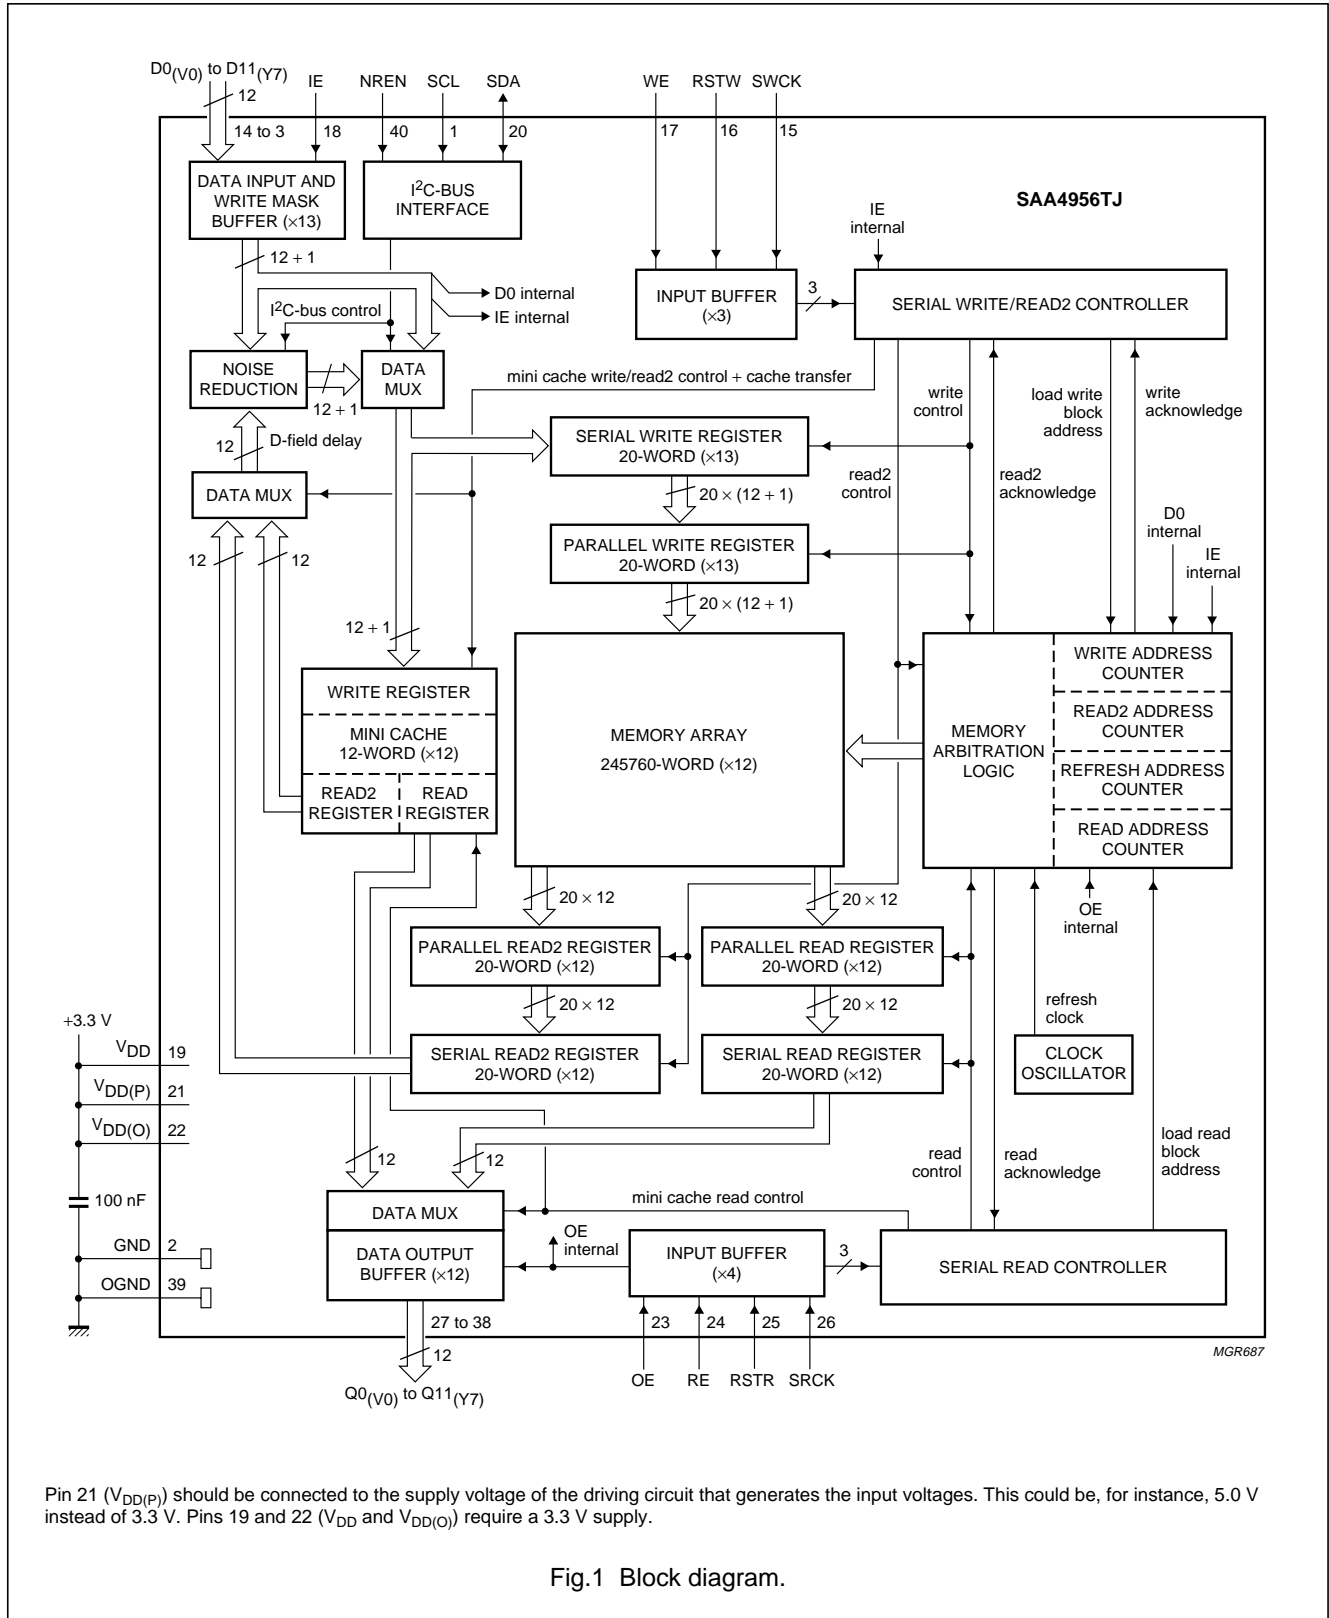 D0(V0) to D11(Y7)
12
IE
NREN
SCL
SDA
WE
RSTW
SWCK
14 to 3
18
40
1
20
17
16
15
DATA INPUT AND
WRITE MASK
BUFFER (×13)
I2C-BUS
INTERFACE
SAA4956TJ
IE
internal
12 + 1
D0 internal
IE internal
I2C-bus control
INPUT BUFFER
(×3)
3
SERIAL WRITE/READ2 CONTROLLER
NOISE
REDUCTION
12 + 1
DATA
MUX
mini cache write/read2 control + cache transfer
write
control
load write
block
address
write
acknowledge
12
D-field delay
SERIAL WRITE REGISTER
20-WORD (×13)
read2
control
read2
acknowledge
DATA MUX
20 × (12 + 1)
D0
internal
IE
internal
12
12
PARALLEL WRITE REGISTER
20-WORD (×13)
20 × (12 + 1)
12 + 1
WRITE REGISTER
MINI CACHE
12-WORD (×12)
READ2
REGISTER
READ
REGISTER
MEMORY ARRAY
245760-WORD (×12)
MEMORY
ARBITRATION
LOGIC
WRITE ADDRESS
COUNTER
READ2 ADDRESS
COUNTER
REFRESH ADDRESS
COUNTER
READ ADDRESS
COUNTER
20 × 12
20 × 12
OE
internal
PARALLEL READ2 REGISTER
20-WORD (×12)
PARALLEL READ REGISTER
20-WORD (×12)
20 × 12
20 × 12
refresh
clock
+3.3 V
VDD
19
VDD(P)
21
VDD(O)
22
SERIAL READ2 REGISTER
20-WORD (×12)
SERIAL READ REGISTER
20-WORD (×12)
CLOCK
OSCILLATOR
12
12
read
control
read
acknowledge
load read
block
address
100 nF
GND
2
OGND
39
DATA MUX
mini cache read control
DATA OUTPUT
BUFFER (×12)
OE
internal
INPUT BUFFER
(×4)
3
SERIAL READ CONTROLLER
27 to 38
23
24
25
26
12
OE
RE
RSTR
SRCK
MGR687
Q0(V0) to Q11(Y7)
Pin 21 (VDD(P)) should be connected to the supply voltage of the driving circuit that generates the input voltages. This could be, for instance, 5.0 V
instead of 3.3 V. Pins 19 and 22 (VDD and VDD(O)) require a 3.3 V supply.
Fig.1 Block diagram.